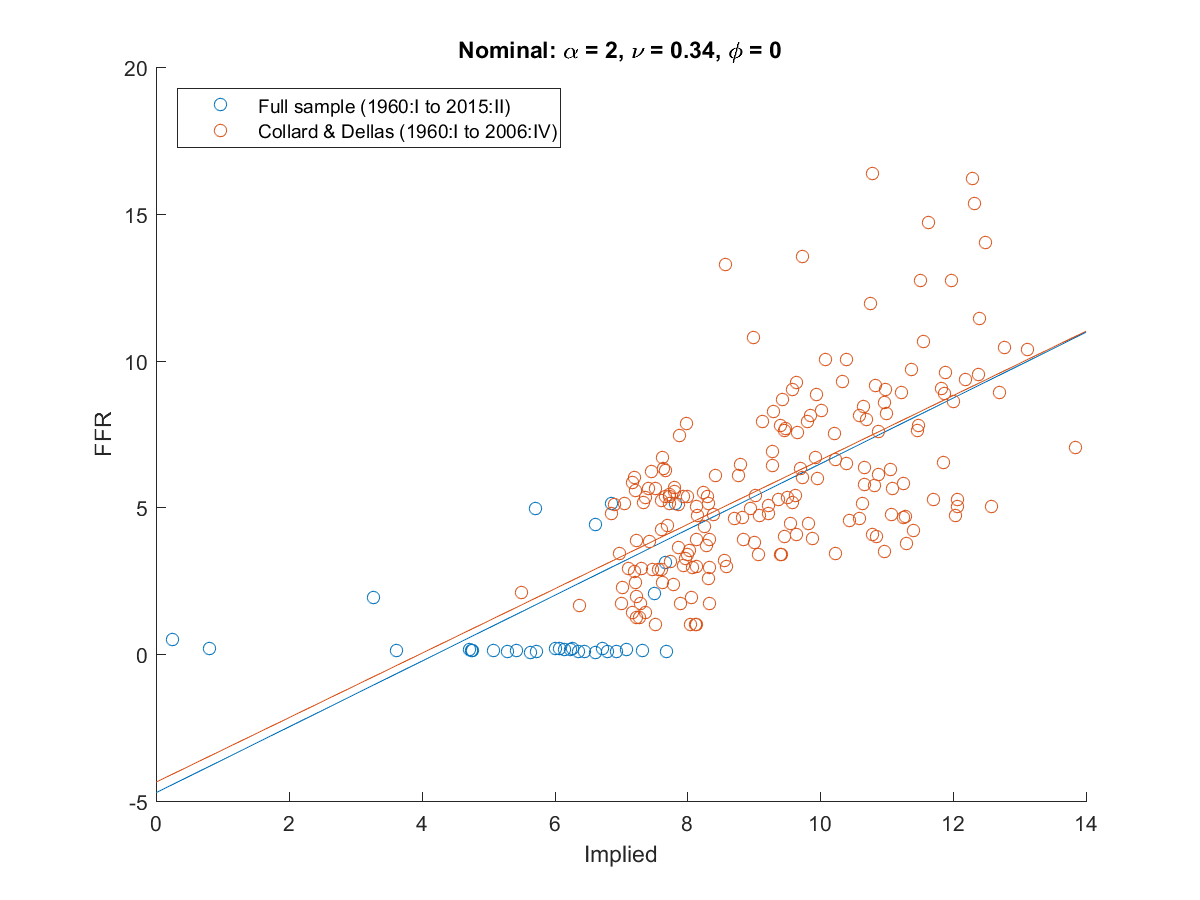 Nominal: α = 2, ν = 0.34, ϕ = 0
Full sample (1960:I to 2015:II)
Collard & Dellas (1960:I to 2006:IV)
20
15
10
5
0
-5
FFR
0 2 4 6 8 10 12 14
Implied